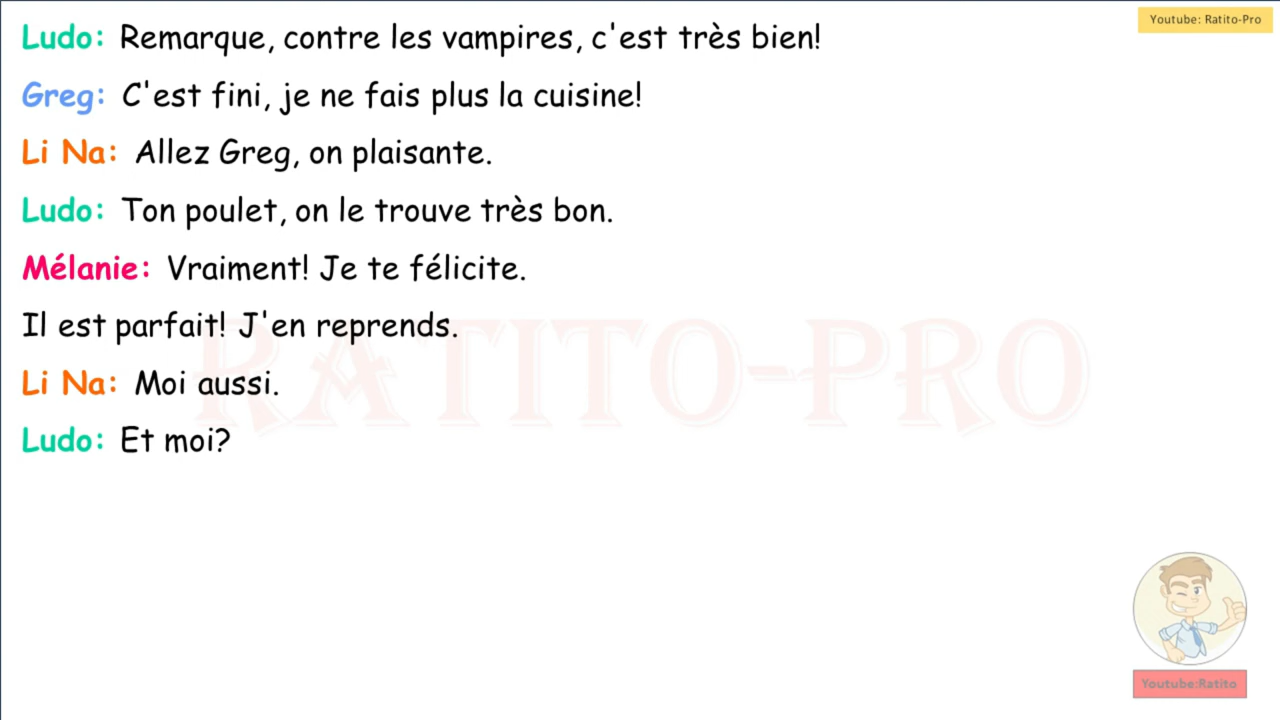 Youtube: Ratito-Pro
Ludo: Remarque, contre les vampires, c'est très bien!
Greg: C'est fini, je ne fais plus la cuisine!
Li Na: Allez Greg, on plaisante.
Ludo: Ton poulet, on le trouve très bon.
Mélanie: Vraiment! Je te félicite.
Il est parfait! J'en reprends.
RATITO-PRO
Li Na: Moi aussi.
Ludo: Et moi?
Youtube:Ratito